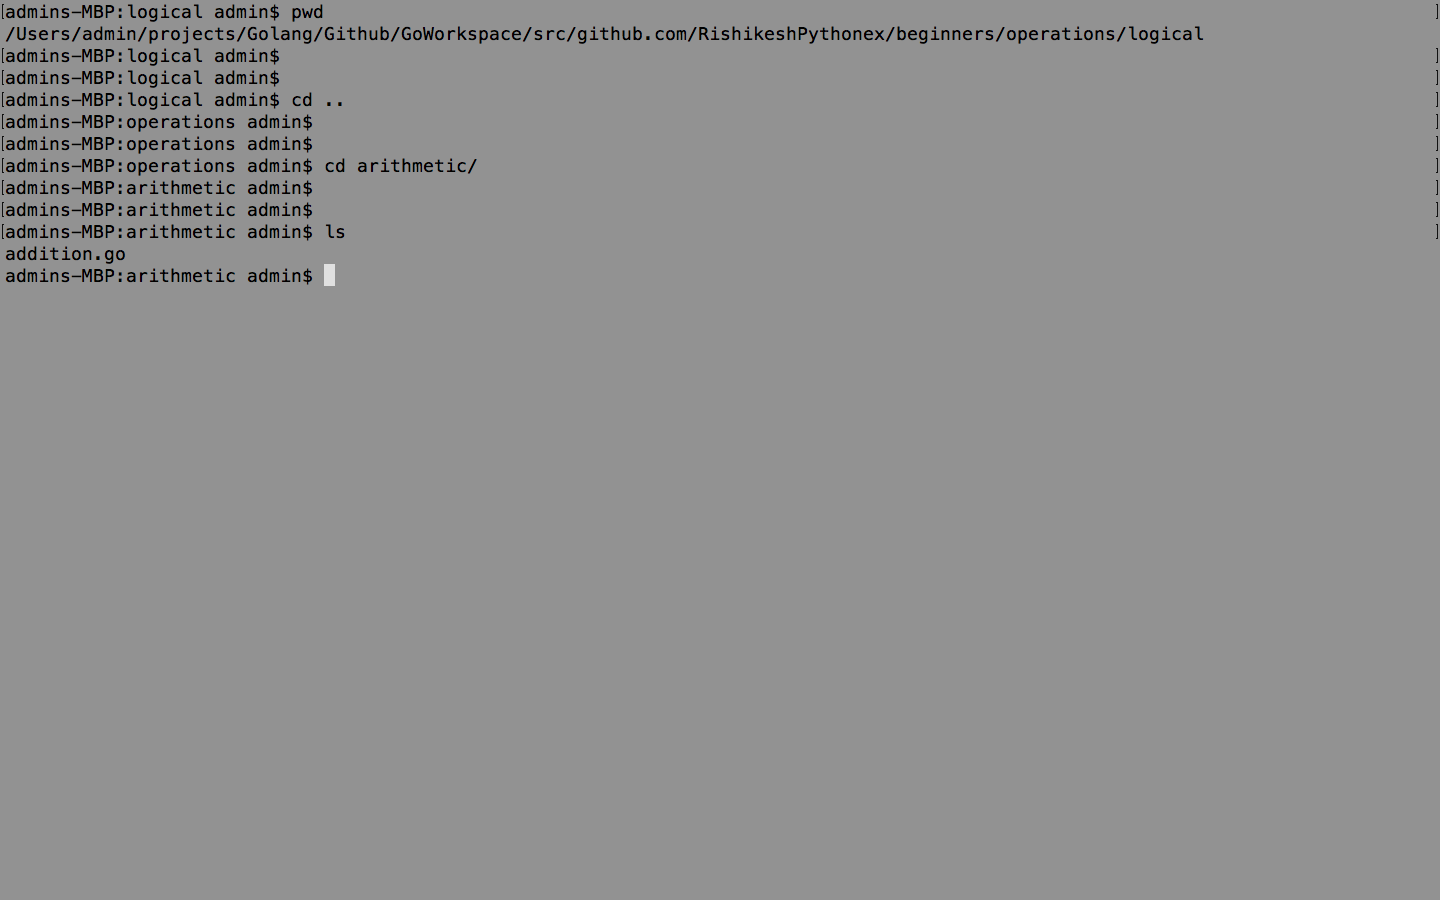 [admins-MBP:logical admin$ pwd ]
/Users/admin/projects/Golang/Github/GoWorkspace/src/github.com/RishikeshPythonex/beginners/operations/logical
[admins-MBP:logical admin$ ]
[admins-MBP:logical admin$ ]
[admins-MBP:logical admin$ cd .. ]
[admins-MBP:operations admin$ ]
[admins-MBP:operations admin$ ]
[admins-MBP:operations admin$ cd arithmetic/ ]
[admins-MBP:arithmetic admin$ ]
[admins-MBP:arithmetic admin$ ]
[admins-MBP:arithmetic admin$ ls ]
addition.go
admins-MBP:arithmetic admin$